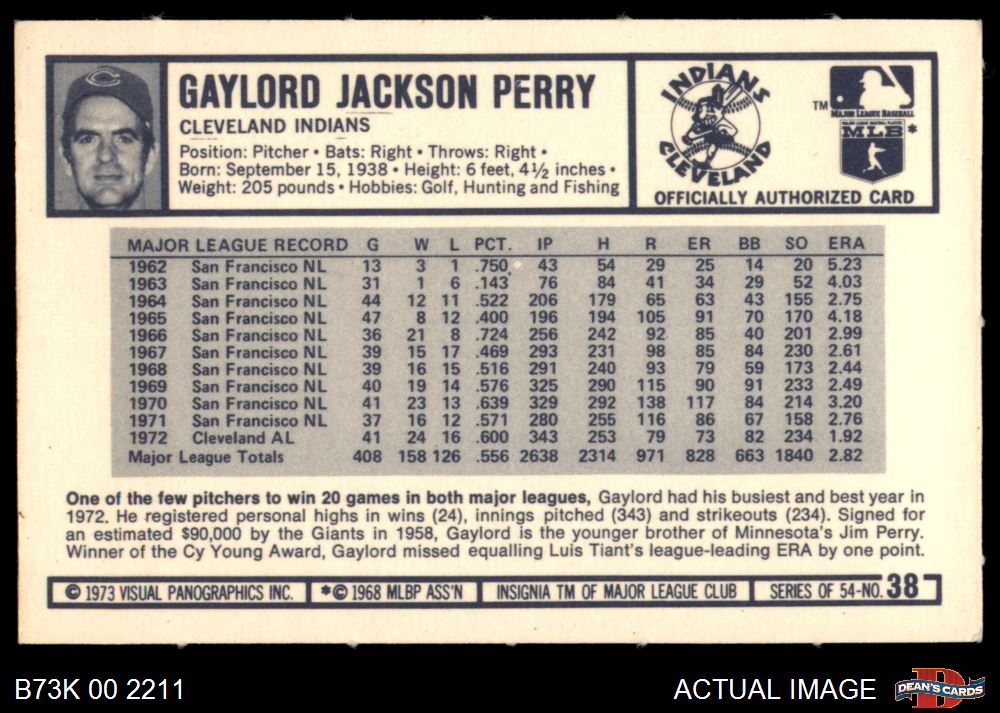 GAYLORD JACKSON PERRY
CLEVELAND INDIANS
Position: Pitcher • Bats: Right • Throws: Right •
Born: September 15, 1938 • Height: 6 feet, 4½ inches •
Weight: 205 pounds • Hobbies: Golf, Hunting and Fishing
INDIANS
CLEVELAND
TM
MAJOR LEAGUE BASEBALL
MAJOR LEAGUE BASEBALL PLAYERS
MLB *
OFFICIALLY AUTHORIZED CARD
MAJOR LEAGUE RECORD G W L PCT. IP H R ER BB SO ERA
1962 San Francisco NL 13 3 1 .750 43 54 29 25 14 20 5.23
1963 San Francisco NL 31 1 6 .143 76 84 41 34 29 52 4.03
1964 San Francisco NL 44 12 11 .522 206 179 65 63 43 155 2.75
1965 San Francisco NL 47 8 12 .400 196 194 105 91 70 170 4.18
1966 San Francisco NL 36 21 8 .724 256 242 92 85 40 201 2.99
1967 San Francisco NL 39 15 17 .469 293 231 98 85 84 230 2.61
1968 San Francisco NL 39 16 15 .516 291 240 93 79 59 173 2.44
1969 San Francisco NL 40 19 14 .576 325 290 115 90 91 233 2.49
1970 San Francisco NL 41 23 13 .639 329 292 138 117 84 214 3.20
1971 San Francisco NL 37 16 12 .571 280 255 116 86 67 158 2.76
1972 Cleveland AL 41 24 16 .600 343 253 79 73 82 234 1.92
Major League Totals 408 158 126 .556 2638 2314 971 828 663 1840 2.82
One of the few pitchers to win 20 games in both major leagues, Gaylord had his busiest and best year in
1972. He registered personal highs in wins (24), innings pitched (343) and strikeouts (234). Signed for
an estimated $90,000 by the Giants in 1958, Gaylord is the younger brother of Minnesota's Jim Perry.
Winner of the Cy Young Award, Gaylord missed equalling Luis Tiant's league-leading ERA by one point.
© 1973 VISUAL PANOGRAPHICS INC. *© 1968 MLBP ASS'N INSIGNIA TM OF MAJOR LEAGUE CLUB SERIES OF 54-NO. 38
B73K 00 2211
ACTUAL IMAGE
D
DEAN'S CARDS